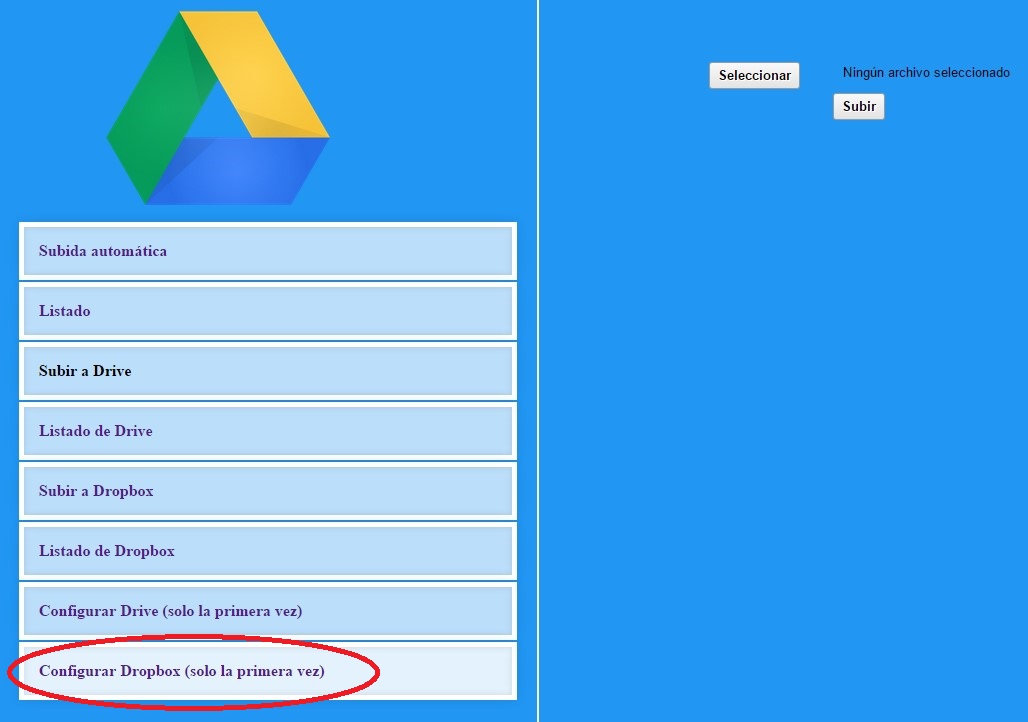 Seleccionar
Ningún archivo seleccionado
Subir
Subida automática
Listado
Subir a Drive
Listado de Drive
Subir a Dropbox
Listado de Dropbox
Configurar Drive (solo la primera vez)
Configurar Dropbox (solo la primera vez)